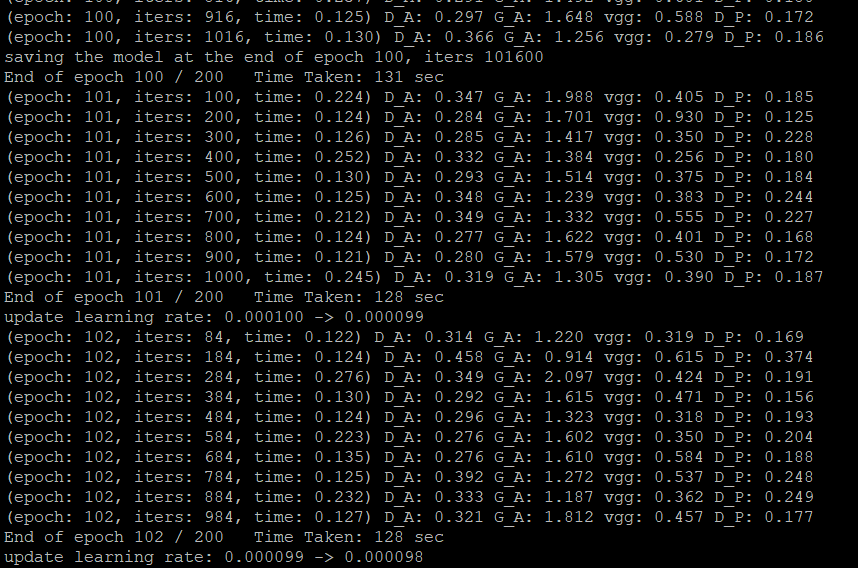 (epoch: 100, iters: 916, time: 0.125) D_A: 0.297 G_A: 1.648 vgg: 0.588 D_P: 0.172
(epoch: 100, iters: 1016, time: 0.130) D_A: 0.366 G_A: 1.256 vgg: 0.279 D_P: 0.186
saving the model at the end of epoch 100, iters 101600
End of epoch 100 / 200   Time Taken: 131 sec
(epoch: 101, iters: 100, time: 0.224) D_A: 0.347 G_A: 1.988 vgg: 0.405 D_P: 0.185
(epoch: 101, iters: 200, time: 0.124) D_A: 0.284 G_A: 1.701 vgg: 0.930 D_P: 0.125
(epoch: 101, iters: 300, time: 0.126) D_A: 0.285 G_A: 1.417 vgg: 0.350 D_P: 0.228
(epoch: 101, iters: 400, time: 0.252) D_A: 0.332 G_A: 1.384 vgg: 0.256 D_P: 0.180
(epoch: 101, iters: 500, time: 0.130) D_A: 0.293 G_A: 1.514 vgg: 0.375 D_P: 0.184
(epoch: 101, iters: 600, time: 0.125) D_A: 0.348 G_A: 1.239 vgg: 0.383 D_P: 0.244
(epoch: 101, iters: 700, time: 0.212) D_A: 0.349 G_A: 1.332 vgg: 0.555 D_P: 0.227
(epoch: 101, iters: 800, time: 0.124) D_A: 0.277 G_A: 1.622 vgg: 0.401 D_P: 0.168
(epoch: 101, iters: 900, time: 0.121) D_A: 0.280 G_A: 1.579 vgg: 0.530 D_P: 0.172
(epoch: 101, iters: 1000, time: 0.245) D_A: 0.319 G_A: 1.305 vgg: 0.390 D_P: 0.187
End of epoch 101 / 200   Time Taken: 128 sec
update learning rate: 0.000100 -> 0.000099
(epoch: 102, iters: 84, time: 0.122) D_A: 0.314 G_A: 1.220 vgg: 0.319 D_P: 0.169
(epoch: 102, iters: 184, time: 0.124) D_A: 0.458 G_A: 0.914 vgg: 0.615 D_P: 0.374
(epoch: 102, iters: 284, time: 0.276) D_A: 0.349 G_A: 2.097 vgg: 0.424 D_P: 0.191
(epoch: 102, iters: 384, time: 0.130) D_A: 0.292 G_A: 1.615 vgg: 0.471 D_P: 0.156
(epoch: 102, iters: 484, time: 0.124) D_A: 0.296 G_A: 1.323 vgg: 0.318 D_P: 0.193
(epoch: 102, iters: 584, time: 0.223) D_A: 0.276 G_A: 1.602 vgg: 0.350 D_P: 0.204
(epoch: 102, iters: 684, time: 0.135) D_A: 0.276 G_A: 1.610 vgg: 0.584 D_P: 0.188
(epoch: 102, iters: 784, time: 0.125) D_A: 0.392 G_A: 1.272 vgg: 0.537 D_P: 0.248
(epoch: 102, iters: 884, time: 0.232) D_A: 0.333 G_A: 1.187 vgg: 0.362 D_P: 0.249
(epoch: 102, iters: 984, time: 0.127) D_A: 0.321 G_A: 1.812 vgg: 0.457 D_P: 0.177
End of epoch 102 / 200   Time Taken: 128 sec
update learning rate: 0.000099 -> 0.000098